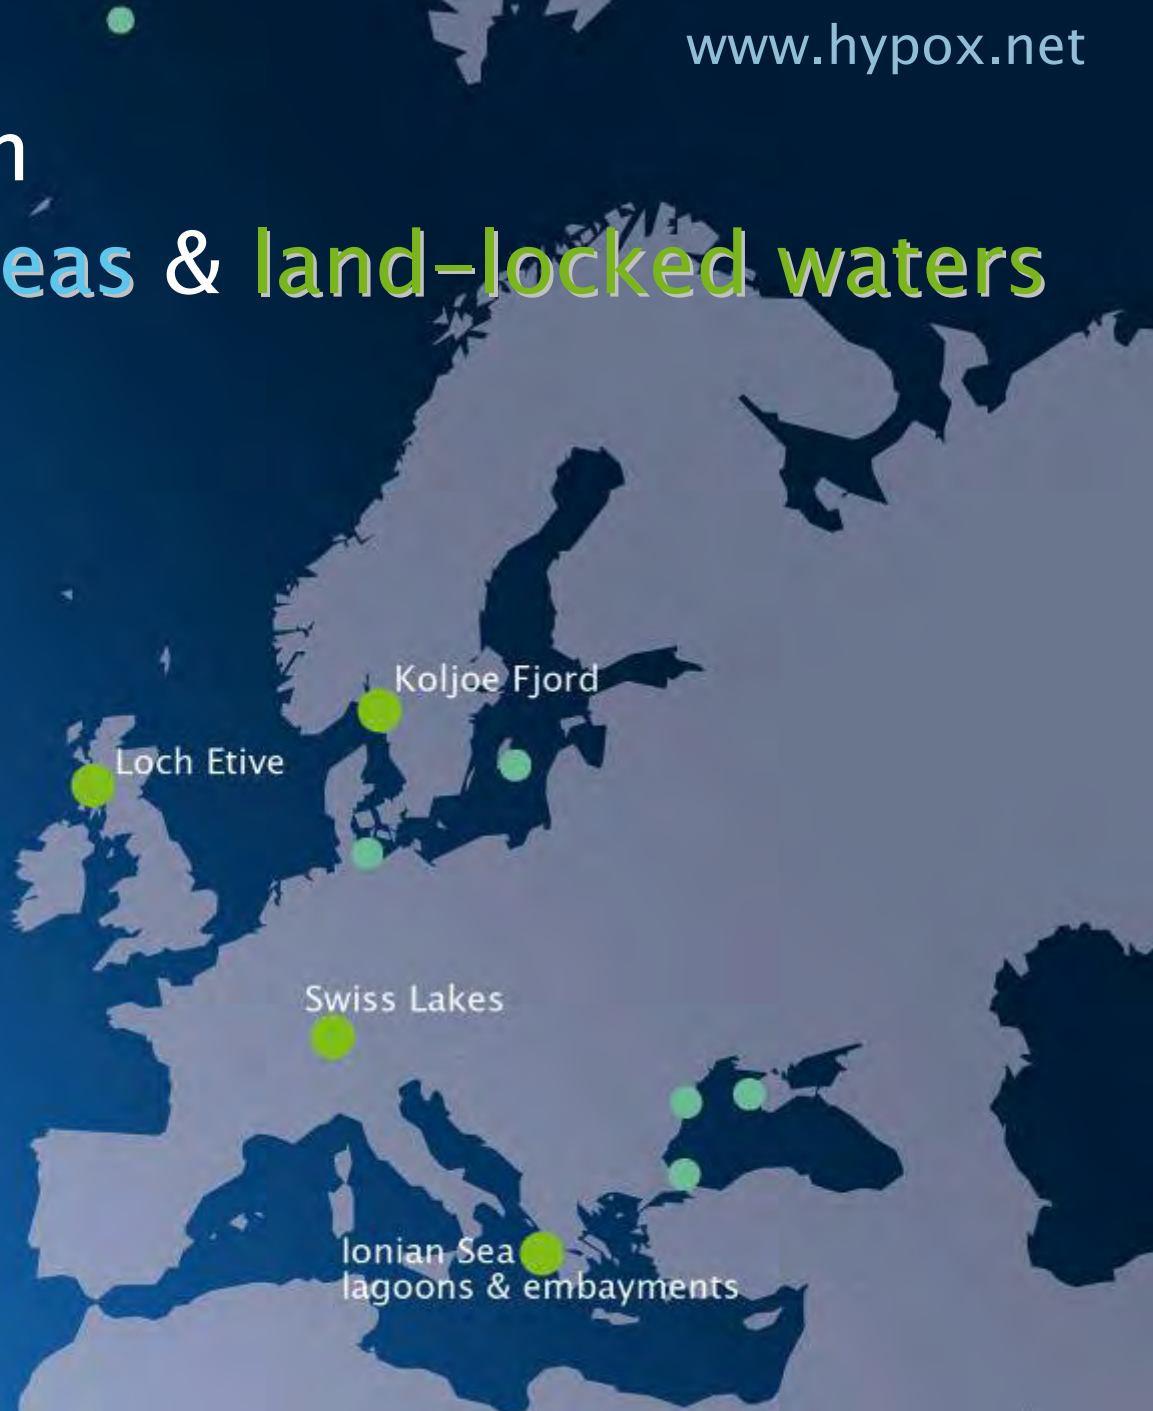 www.hypox.net
n
eas & land-locked waters
Koljoe Fjord
Loch Etive
Swiss Lakes
Ionian Sea
lagoons & embayments